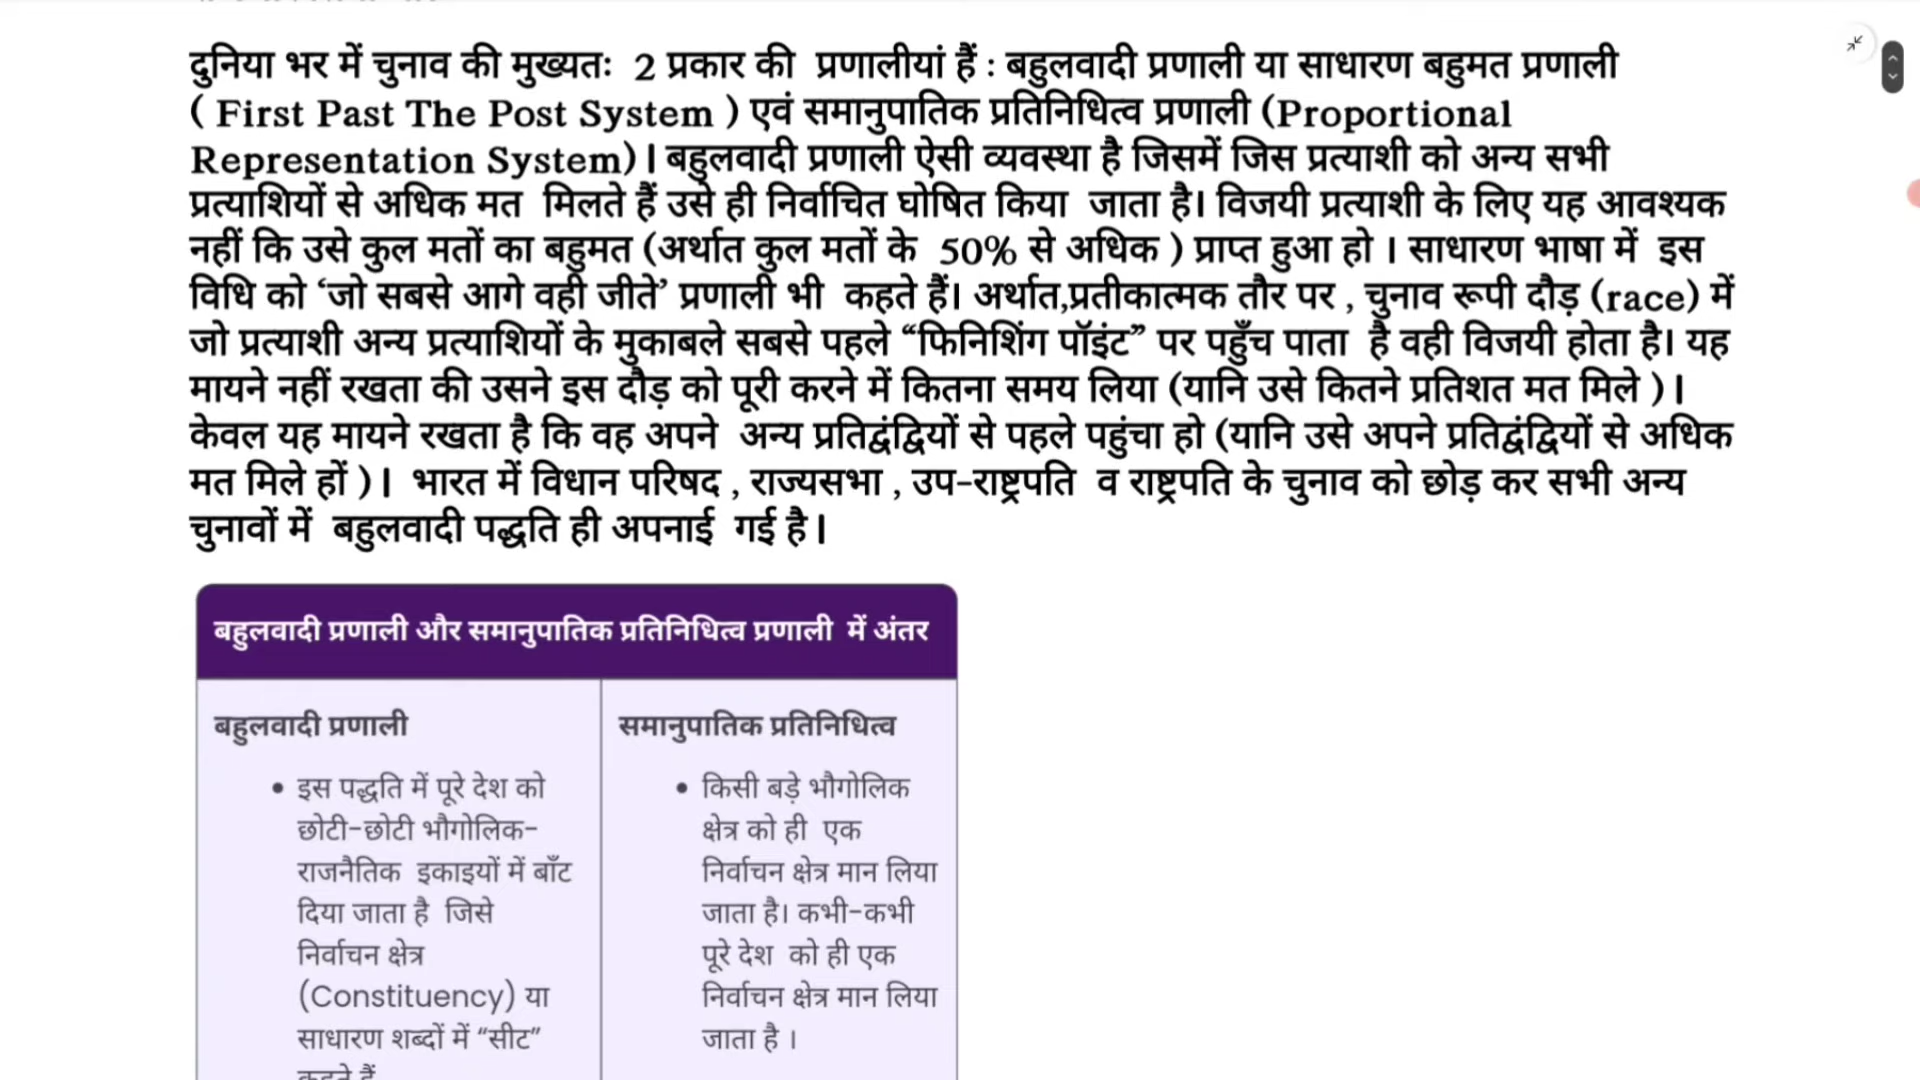 दुनिया भर में चुनाव की मुख्यतः 2 प्रकार की प्रणालीयां हैं : बहुलवादी प्रणाली या साधारण बहुमत प्रणाली
( First Past The Post System ) एवं समानुपातिक प्रतिनिधित्व प्रणाली (Proportional
Representation System) | बहुलवादी प्रणाली ऐसी व्यवस्था है जिसमें जिस प्रत्याशी को अन्य सभी
प्रत्याशियों से अधिक मत मिलते हैं उसे ही निर्वाचित घोषित किया जाता है। विजयी प्रत्याशी के लिए यह आवश्यक
नहीं कि उसे कुल मतों का बहुमत (अर्थात कुल मतों के 50% से अधिक ) प्राप्त हुआ हो । साधारण भाषा में इस
विधि को ‘जो सबसे आगे वही जीते’ प्रणाली भी कहते हैं। अर्थात,प्रतीकात्मक तौर पर , चुनाव रूपी दौड़ (race) में
जो प्रत्याशी अन्य प्रत्याशियों के मुकाबले सबसे पहले “फिनिशिंग पॉइंट” पर पहुँच पाता है वही विजयी होता है। यह
मायने नहीं रखता की उसने इस दौड़ को पूरी करने में कितना समय लिया (यानि उसे कितने प्रतिशत मत मिले ) |
केवल यह मायने रखता है कि वह अपने अन्य प्रतिद्वंद्वियों से पहले पहुंचा हो (यानि उसे अपने प्रतिद्वंद्वियों से अधिक
मत मिले हों ) | भारत में विधान परिषद , राज्यसभा , उप-राष्ट्रपति व राष्ट्रपति के चुनाव को छोड़ कर सभी अन्य
चुनावों में बहुलवादी पद्धति ही अपनाई गई है |
बहुलवादी प्रणाली और समानुपातिक प्रतिनिधित्व प्रणाली में अंतर
बहुलवादी प्रणाली
• इस पद्धति में पूरे देश को
छोटी-छोटी भौगोलिक-
राजनैतिक इकाइयों में बाँट
दिया जाता है जिसे
निर्वाचन क्षेत्र
(Constituency) या
साधारण शब्दों में “सीट”
कहते हैं
समानुपातिक प्रतिनिधित्व
• किसी बड़े भौगोलिक
क्षेत्र को ही एक
निर्वाचन क्षेत्र मान लिया
जाता है। कभी-कभी
पूरे देश को ही एक
निर्वाचन क्षेत्र मान लिया
जाता है ।